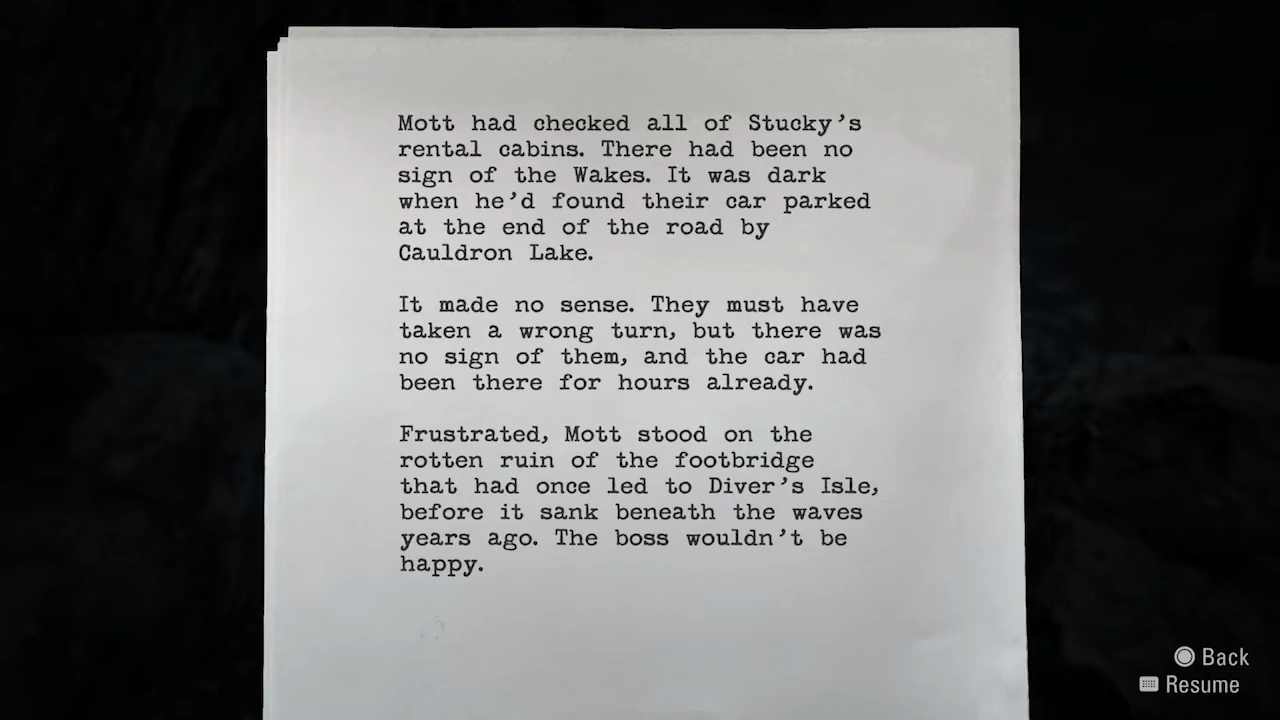 Mott had checked all of Stucky's
rental cabins. There had been no
sign of the Wakes. It was dark
when he'd found their car parked
at the end of the road by
Cauldron Lake.
It made no sense. They must have
taken a wrong turn, but there was
no sign of them, and the car had
been there for hours already.
Frustrated, Mott stood on the
rotten ruin of the footbridge
that had once led to Diver's Isle,
before it sank beneath the waves
years ago. The boss wouldn't be
happy.
Back
Resume